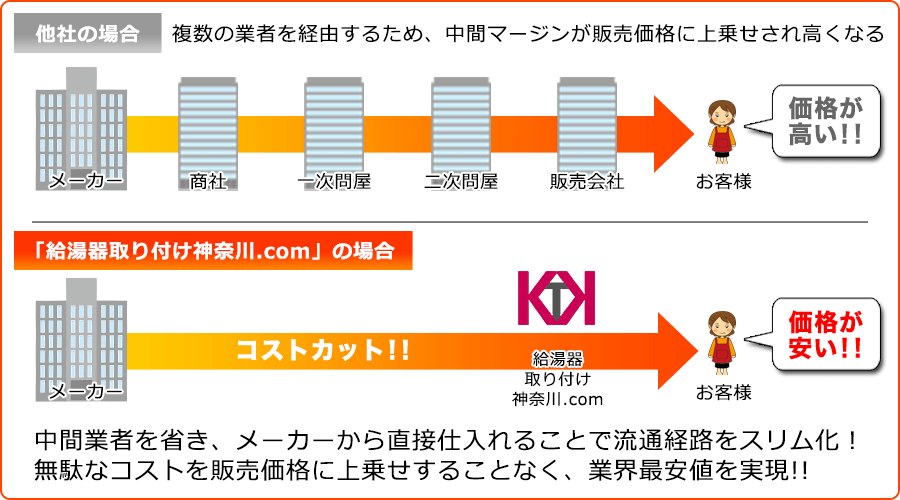 他社の場合
複数の業者を経由するため、中間マージンが販売価格に上乗せされ高くなる
メーカー
商社
一次問屋
二次問屋
販売会社
お客様
価格が
高い!!
「給湯器取り付け神奈川.com」の場合
メーカー
コストカット!!
KTK
給湯器
取り付け
神奈川.com
お客様
価格が
安い!!
中間業者を省き、メーカーから直接仕入れることで流通経路をスリム化！
無駄なコストを販売価格に上乗せすることなく、業界最安値を実現!!